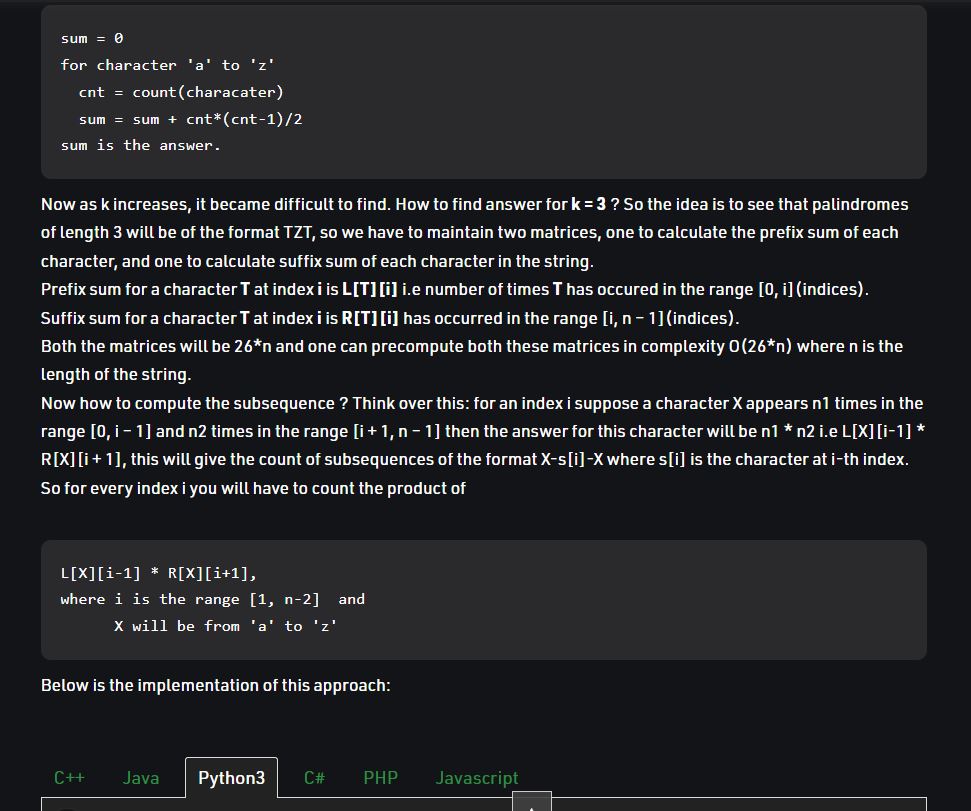 sum = 0
for character 'a' to 'z'
  cnt = count(characater)
  sum = sum + cnt*(cnt-1)/2
sum is the answer.
Now as k increases, it became difficult to find. How to find answer for k = 3 ? So the idea is to see that palindromes
of length 3 will be of the format TZT, so we have to maintain two matrices, one to calculate the prefix sum of each
character, and one to calculate suffix sum of each character in the string.
Prefix sum for a character T at index i is L[T][i] i.e number of times T has occured in the range [0, i](indices).
Suffix sum for a character T at index i is R[T][i] has occurred in the range [i, n – 1](indices).
Both the matrices will be 26*n and one can precompute both these matrices in complexity O(26*n) where n is the
length of the string.
Now how to compute the subsequence ? Think over this: for an index i suppose a character X appears n1 times in the
range [0, i – 1] and n2 times in the range [i + 1, n – 1] then the answer for this character will be n1 * n2 i.e L[X][i-1] *
R[X][i + 1], this will give the count of subsequences of the format X-s[i]-X where s[i] is the character at i-th index.
So for every index i you will have to count the product of
L[X][i-1] * R[X][i+1],
where i is the range [1, n-2]  and
      X will be from 'a' to 'z'
Below is the implementation of this approach:
C++ Java Python3 C# PHP Javascript